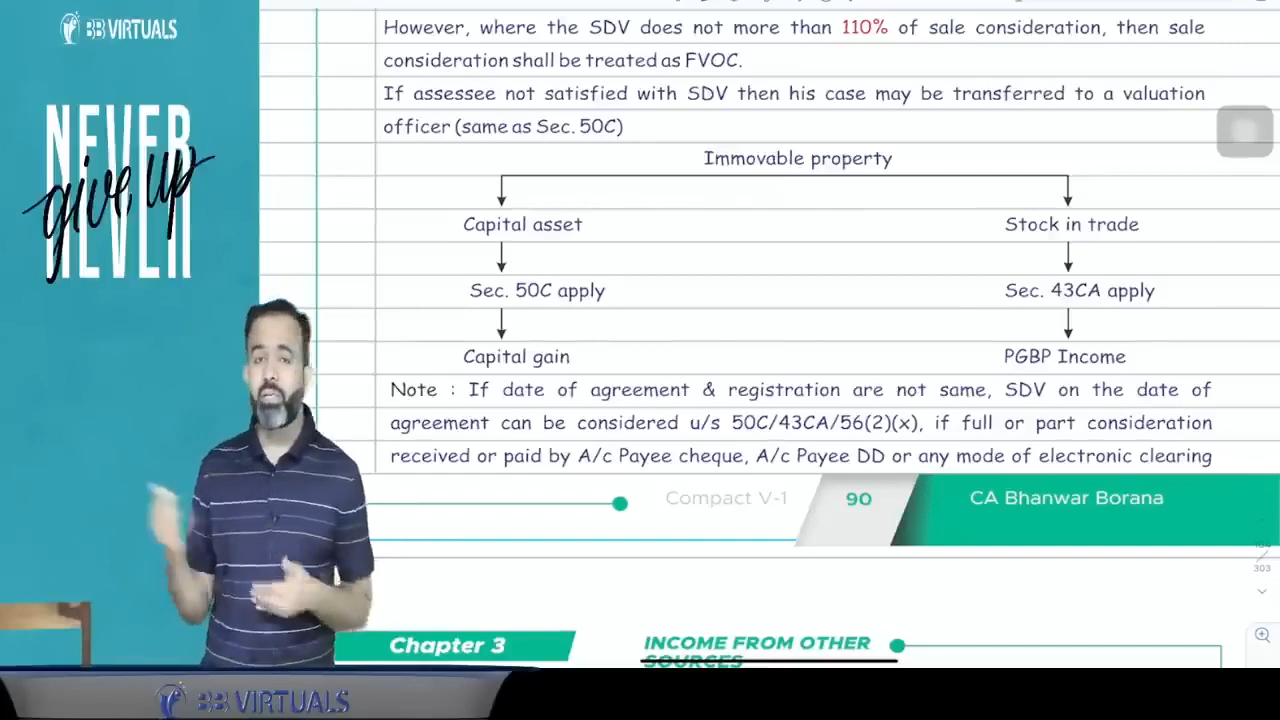 BB VIRTUALS
NEVER
give up
NEVER
However, where the SDV does not more than 110% of sale consideration, then sale
consideration shall be treated as FVOC.
If assessee not satisfied with SDV then his case may be transferred to a valuation
officer (same as Sec. 50C)
Immovable property
Capital asset
Stock in trade
Sec. 50C apply
Sec. 43CA apply
Capital gain
PGBP Income
Note : If date of agreement & registration are not same, SDV on the date of
agreement can be considered u/s 50C/43CA/56(2)(x), if full or part consideration
received or paid by A/c Payee cheque, A/c Payee DD or any mode of electronic clearing
Compact V-1
90
CA Bhanwar Borana
303
Chapter 3
INCOME FROM OTHER
SOURCES
BB VIRTUALS